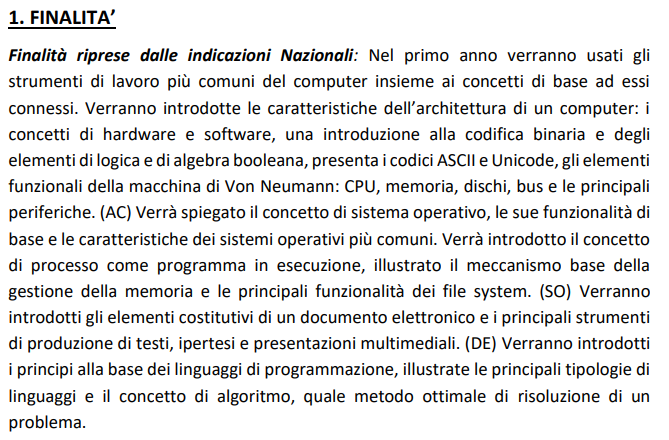 1. FINALITA’
Finalità riprese dalle indicazioni Nazionali: Nel primo anno verranno usati gli
strumenti di lavoro più comuni del computer insieme ai concetti di base ad essi
connessi. Verranno introdotte le caratteristiche dell’architettura di un computer: i
concetti di hardware e software, una introduzione alla codifica binaria e degli
elementi di logica e di algebra booleana, presenta i codici ASCII e Unicode, gli elementi
funzionali della macchina di Von Neumann: CPU, memoria, dischi, bus e le principali
periferiche. (AC) Verrà spiegato il concetto di sistema operativo, le sue funzionalità di
base e le caratteristiche dei sistemi operativi più comuni. Verrà introdotto il concetto
di processo come programma in esecuzione, illustrato il meccanismo base della
gestione della memoria e le principali funzionalità dei file system. (SO) Verranno
introdotti gli elementi costitutivi di un documento elettronico e i principali strumenti
di produzione di testi, ipertesi e presentazioni multimediali. (DE) Verranno introdotti
i principi alla base dei linguaggi di programmazione, illustrate le principali tipologie di
linguaggi e il concetto di algoritmo, quale metodo ottimale di risoluzione di un
problema.